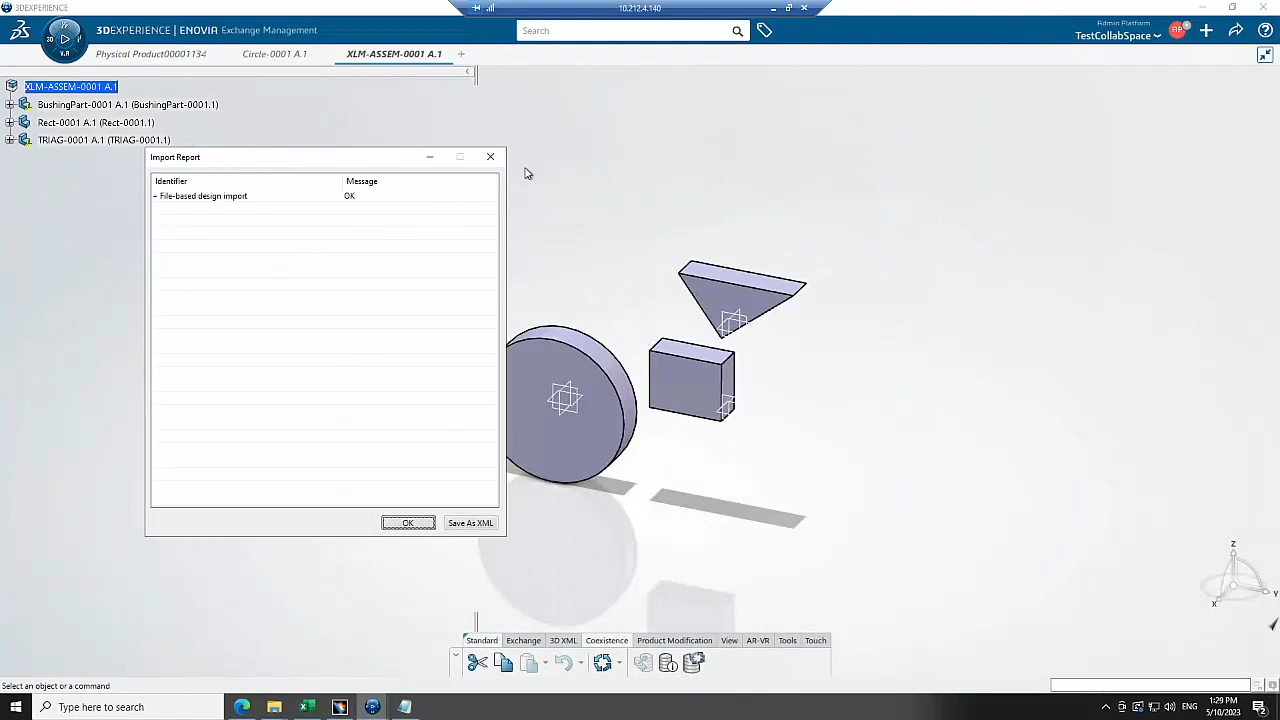 3DEXPERIENCE
10.212.4.140
3DEXPERIENCE | ENOVIA Exchange Management
Search
Admin Platform
TestCollabSpace
AP
3D
V.R
Physical Product00001134
Circle-0001 A.1
XLM-ASSEM-0001 A.1
XLM-ASSEM-0001 A.1
BushingPart-0001 A.1 (BushingPart-0001.1)
Rect-0001 A.1 (Rect-0001.1)
TRIAG-0001 A.1 (TRIAG-0001.1)
Import Report
Identifier
Message
File-based design import
OK
OK
Save As XML
Z
Y
X
Standard
Exchange
3D XML
Coexistence
Product Modification
View
AR-VR
Tools
Touch
Select an object or a command
Type here to search
ENG
1:29 PM
5/10/2023